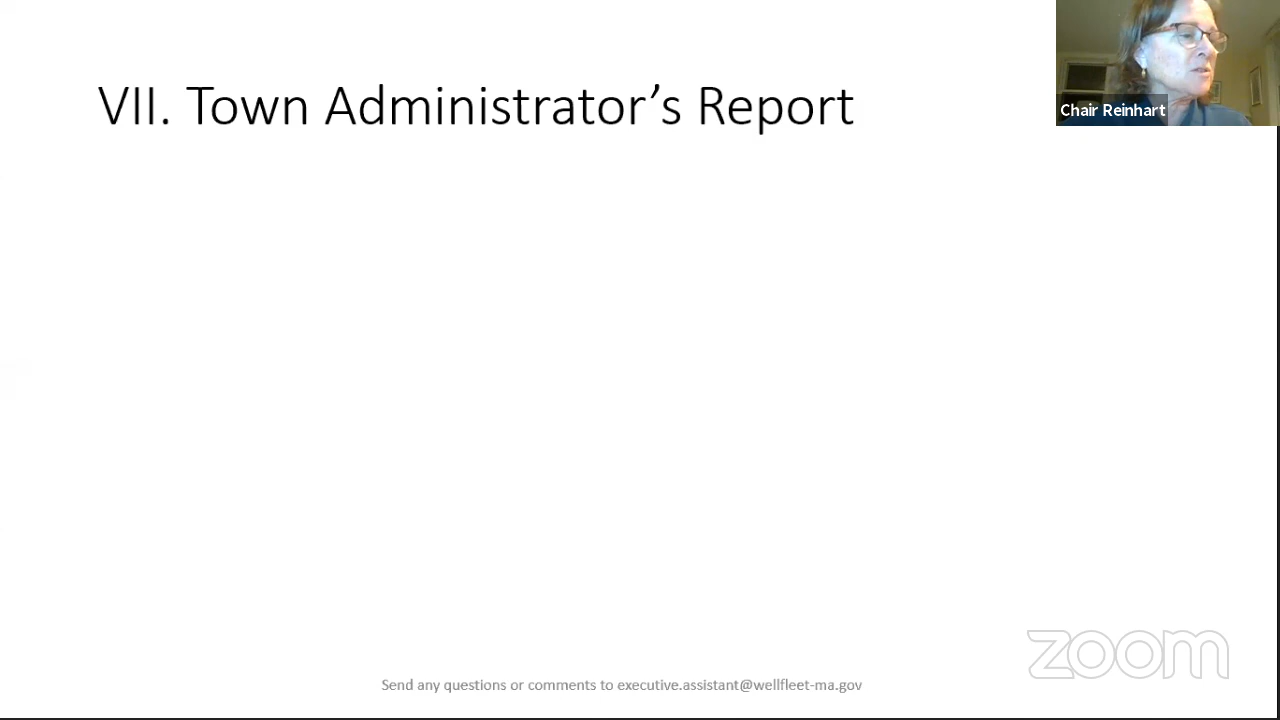 VII. Town Administrator’s Report
Chair Reinhart
zoom
Send any questions or comments to executive.assistant@wellfleet-ma.gov